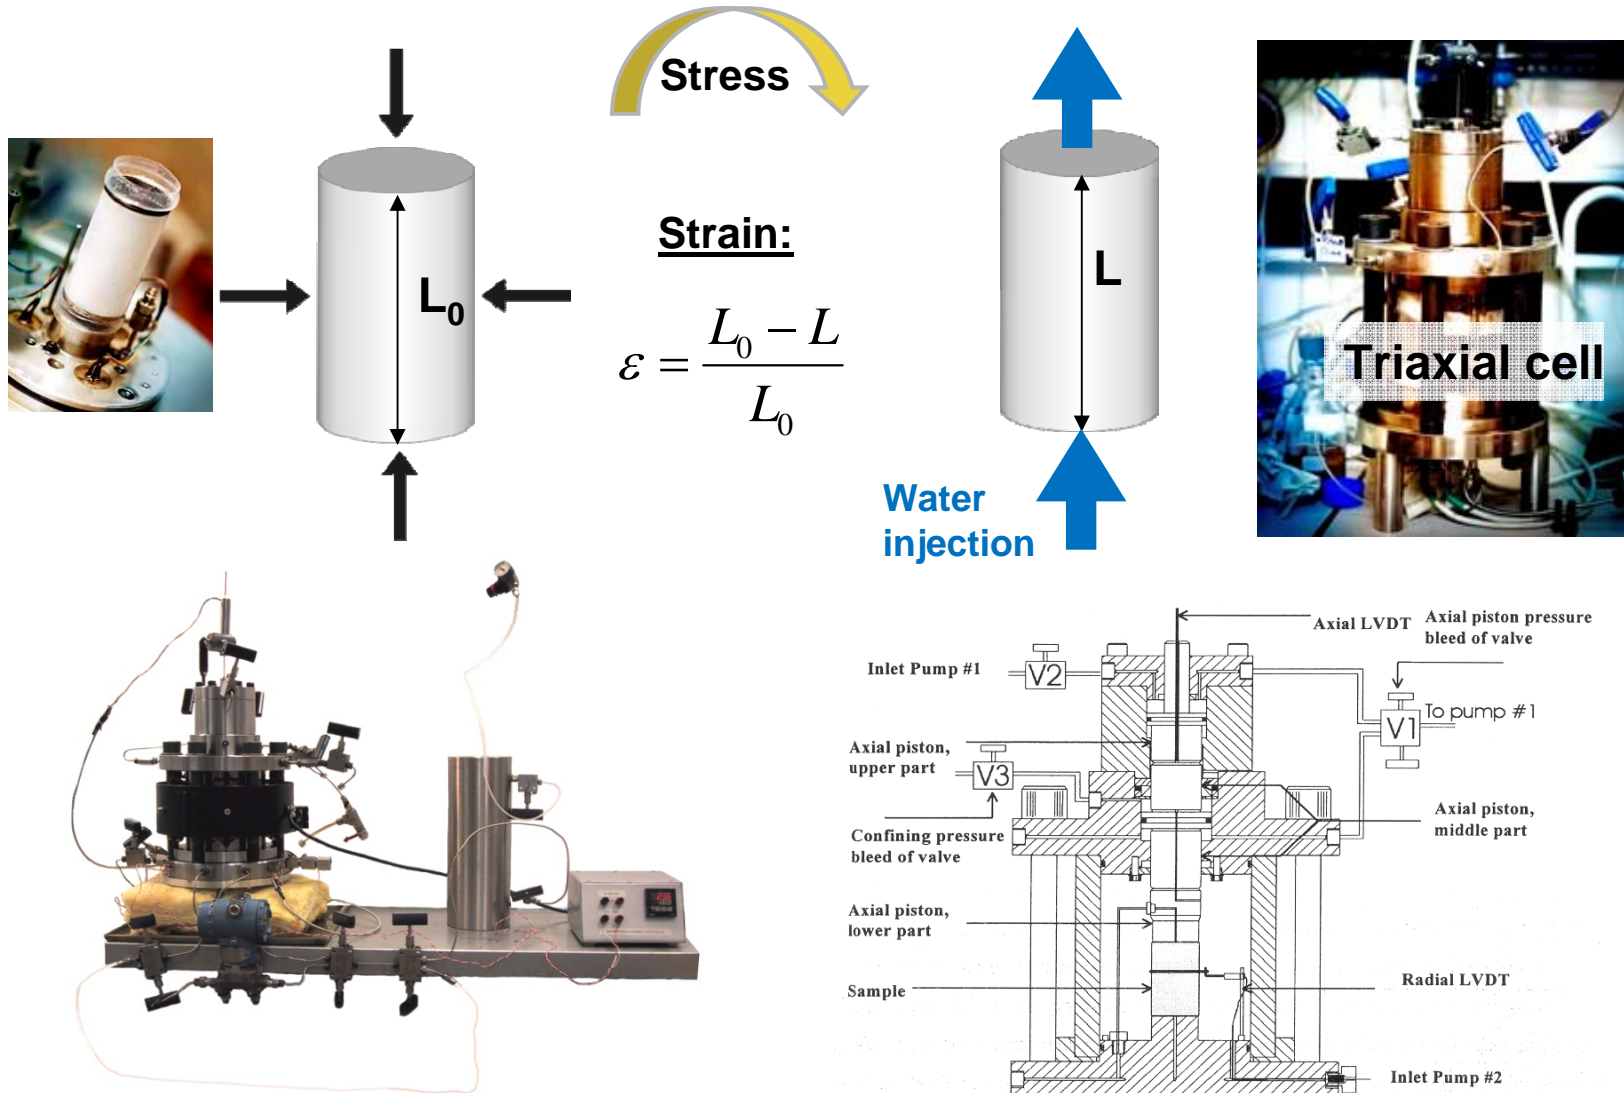 Stress
Strain:
L₀
ε = (L₀ − L) / L₀
L
Triaxial cell
Water
injection
Axial LVDT
Axial piston pressure
bleed of valve
Inlet Pump #1
V2
V1
To pump #1
Axial piston,
upper part
V3
Axial piston,
middle part
Confining pressure
bleed of valve
Axial piston,
lower part
Sample
Radial LVDT
Inlet Pump #2